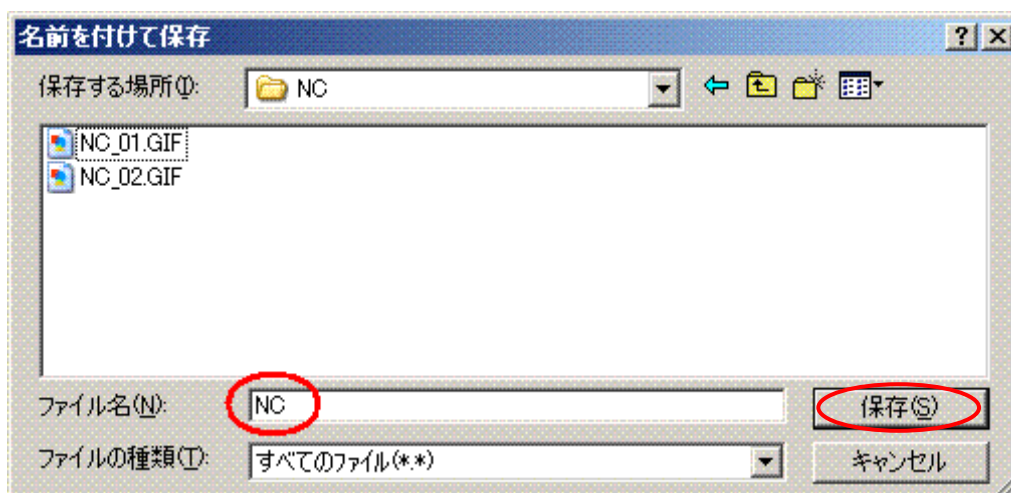 名前を付けて保存
保存する場所(I):
NC
NC_01.GIF
NC_02.GIF
ファイル名(N):
NC
保存(S)
ファイルの種類(T):
すべてのファイル(*.*)
キャンセル